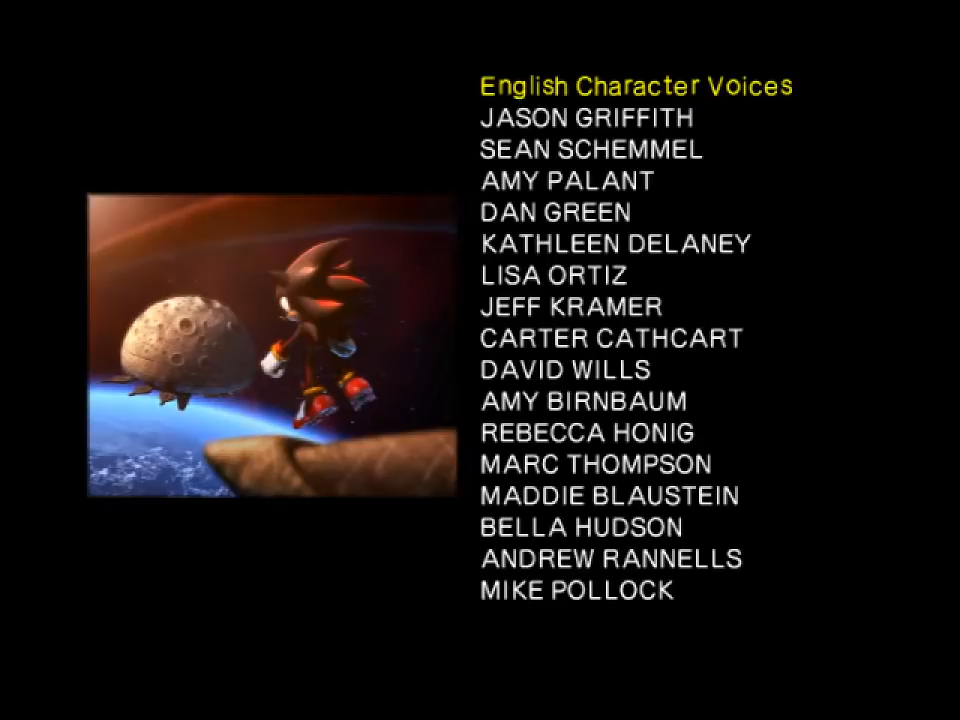 English Character Voices
JASON GRIFFITH
SEAN SCHEMMEL
AMY PALANT
DAN GREEN
KATHLEEN DELANEY
LISA ORTIZ
JEFF KRAMER
CARTER CATHCART
DAVID WILLS
AMY BIRNBAUM
REBECCA HONIG
MARC THOMPSON
MADDIE BLAUSTEIN
BELLA HUDSON
ANDREW RANNELLS
MIKE POLLOCK